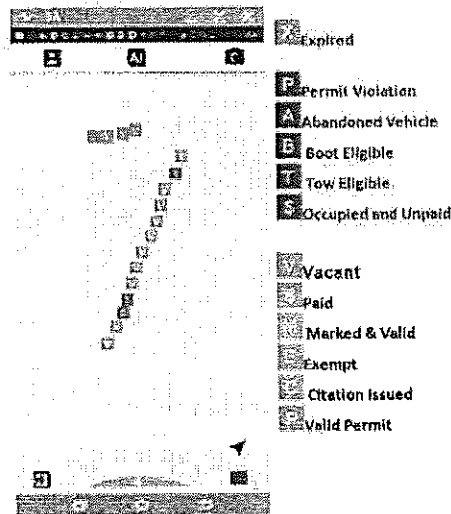 X Expired
P Permit Violation
A Abandoned Vehicle
B Boot Eligible
T Tow Eligible
S Occupied and Unpaid
V Vacant
Paid
Marked & Valid
Exempt
Citation Issued
Valid Permit